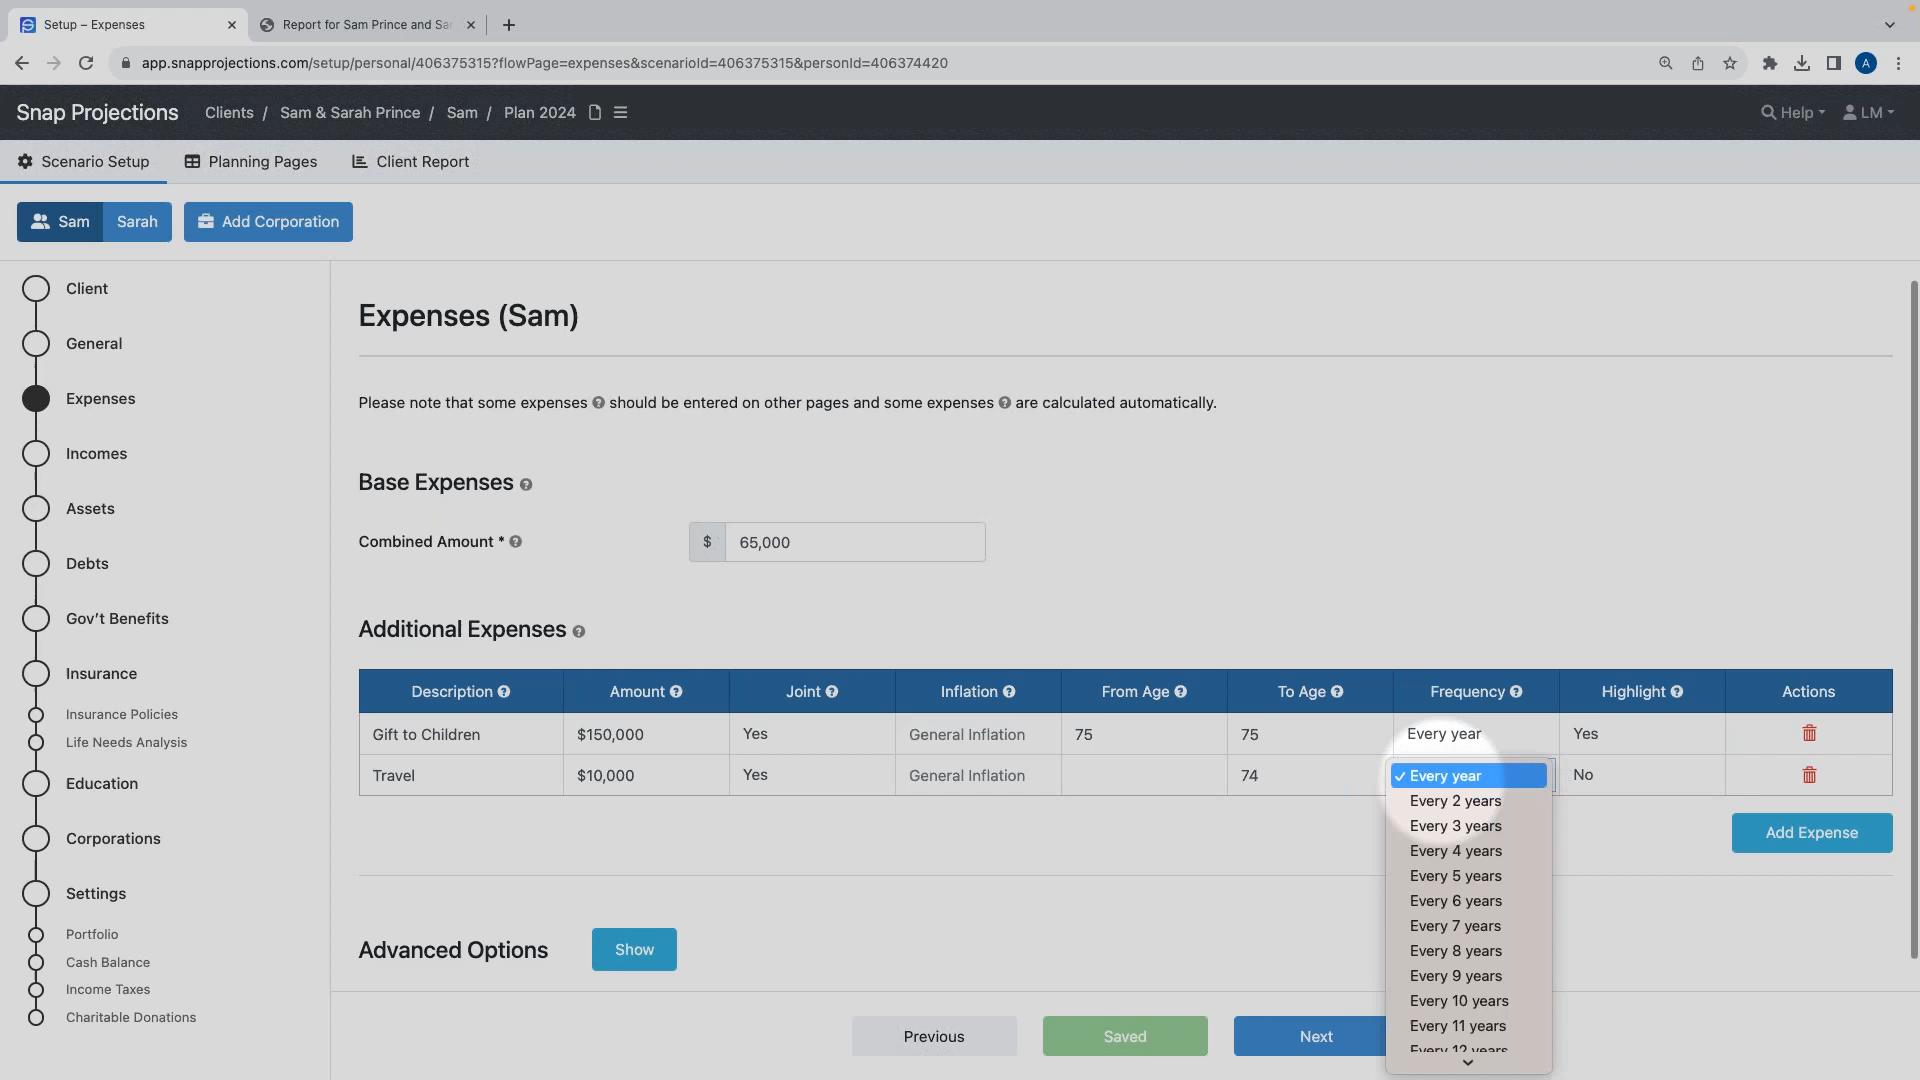 Setup – Expenses
Report for Sam Prince and Sar
app.snapprojections.com/setup/personal/406375315?flowPage=expenses&scenarioId=406375315&personId=406374420
A
Snap Projections
Clients / Sam & Sarah Prince / Sam / Plan 2024
Help
LM
Scenario Setup
Planning Pages
Client Report
Sam
Sarah
Add Corporation
Client
General
Expenses
Incomes
Assets
Debts
Gov't Benefits
Insurance
Insurance Policies
Life Needs Analysis
Education
Corporations
Settings
Portfolio
Cash Balance
Income Taxes
Charitable Donations
Expenses (Sam)
Please note that some expenses ? should be entered on other pages and some expenses ? are calculated automatically.
Base Expenses ?
Combined Amount * ?
$ 65,000
Additional Expenses ?
Description ? Amount ? Joint ? Inflation ? From Age ? To Age ? Frequency ? Highlight ? Actions
Gift to Children $150,000 Yes General Inflation 75 75 Every year Yes
Travel $10,000 Yes General Inflation 74 ✓ Every year No
Every 2 years
Every 3 years
Every 4 years
Every 5 years
Every 6 years
Every 7 years
Every 8 years
Every 9 years
Every 10 years
Every 11 years
Every 12 years
Add Expense
Advanced Options
Show
Previous
Saved
Next